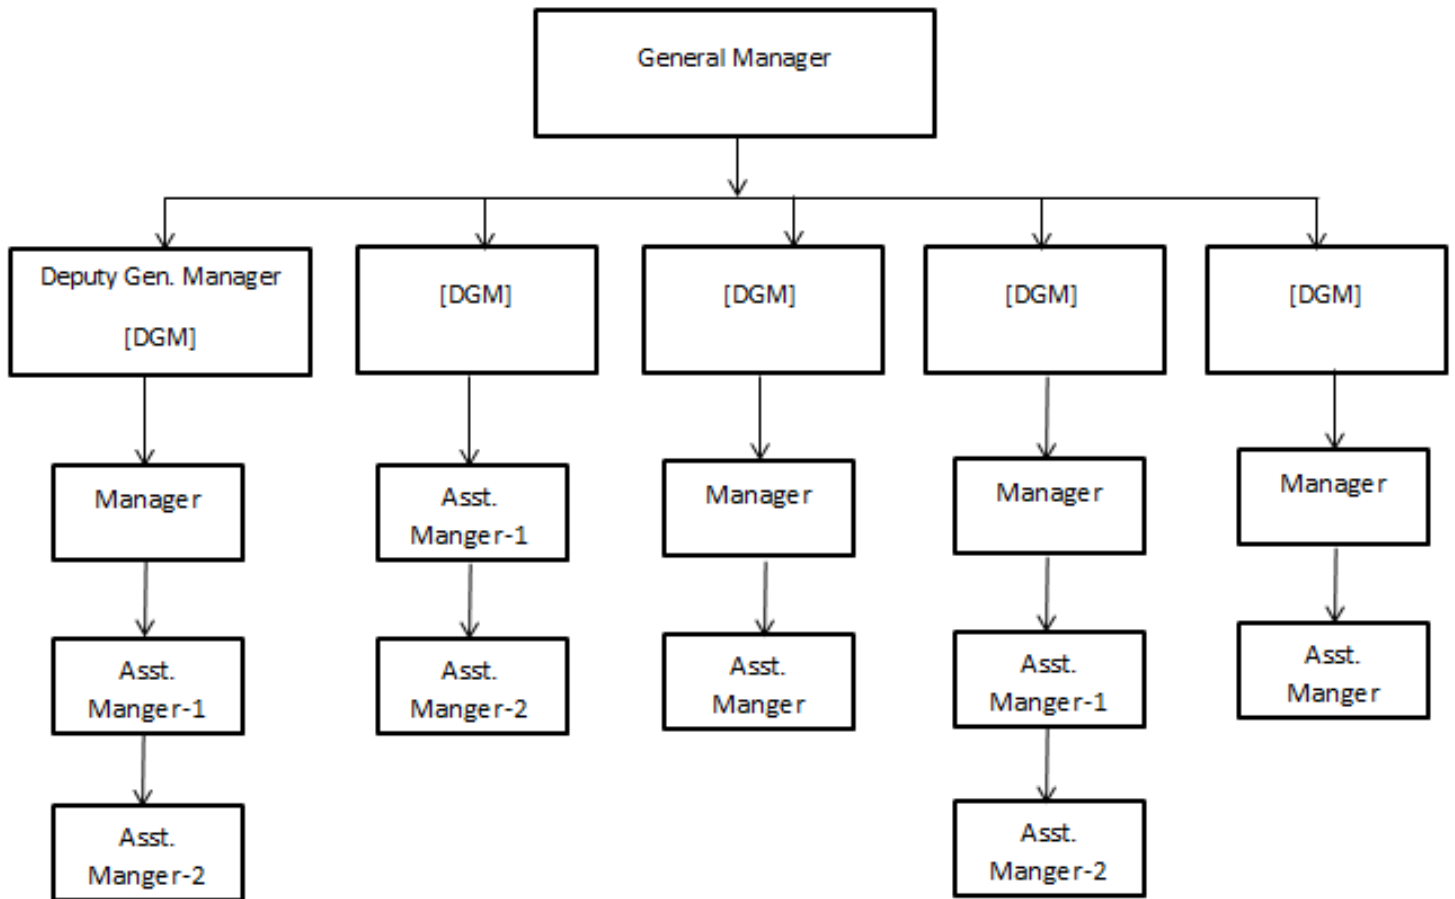 General Manager
Deputy Gen. Manager
[DGM]
[DGM]
[DGM]
[DGM]
[DGM]
Manager
Asst.
Manger-1
Manager
Manager
Manager
Asst.
Manger-1
Asst.
Manger-2
Asst.
Manger
Asst.
Manger-1
Asst.
Manger
Asst.
Manger-2
Asst.
Manger-2